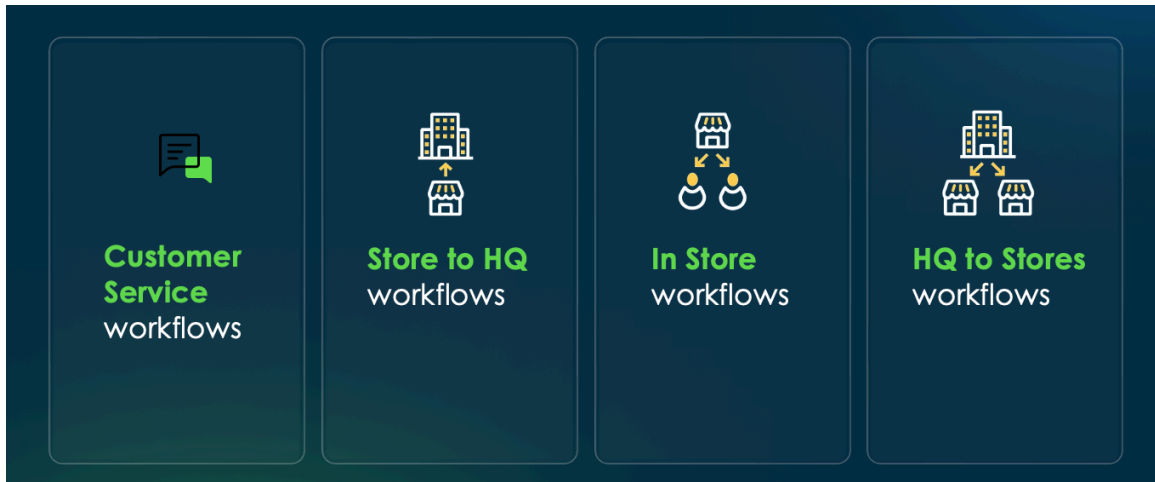 Customer
Service
workflows
Store to HQ
workflows
In Store
workflows
HQ to Stores
workflows